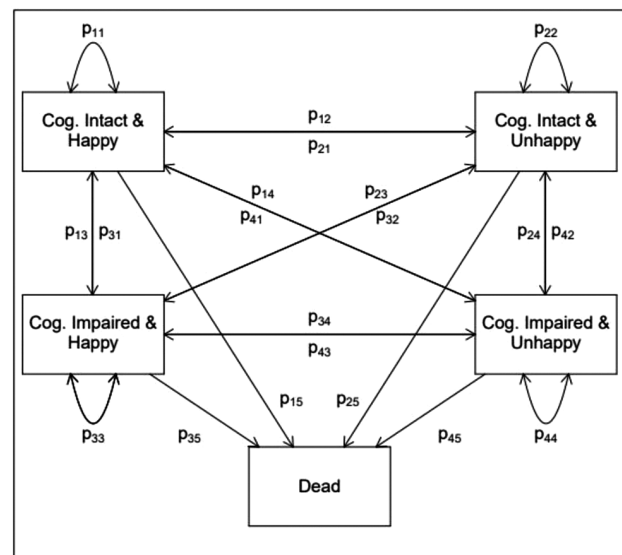 p11
p22
Cog. Intact &
Happy
Cog. Intact &
Unhappy
p12
p21
p14
p41
p23
p32
p13 p31
p24 p42
Cog. Impaired &
Happy
Cog. Impaired &
Unhappy
p34
p43
p33
p35
p15
p25
p45
p44
Dead